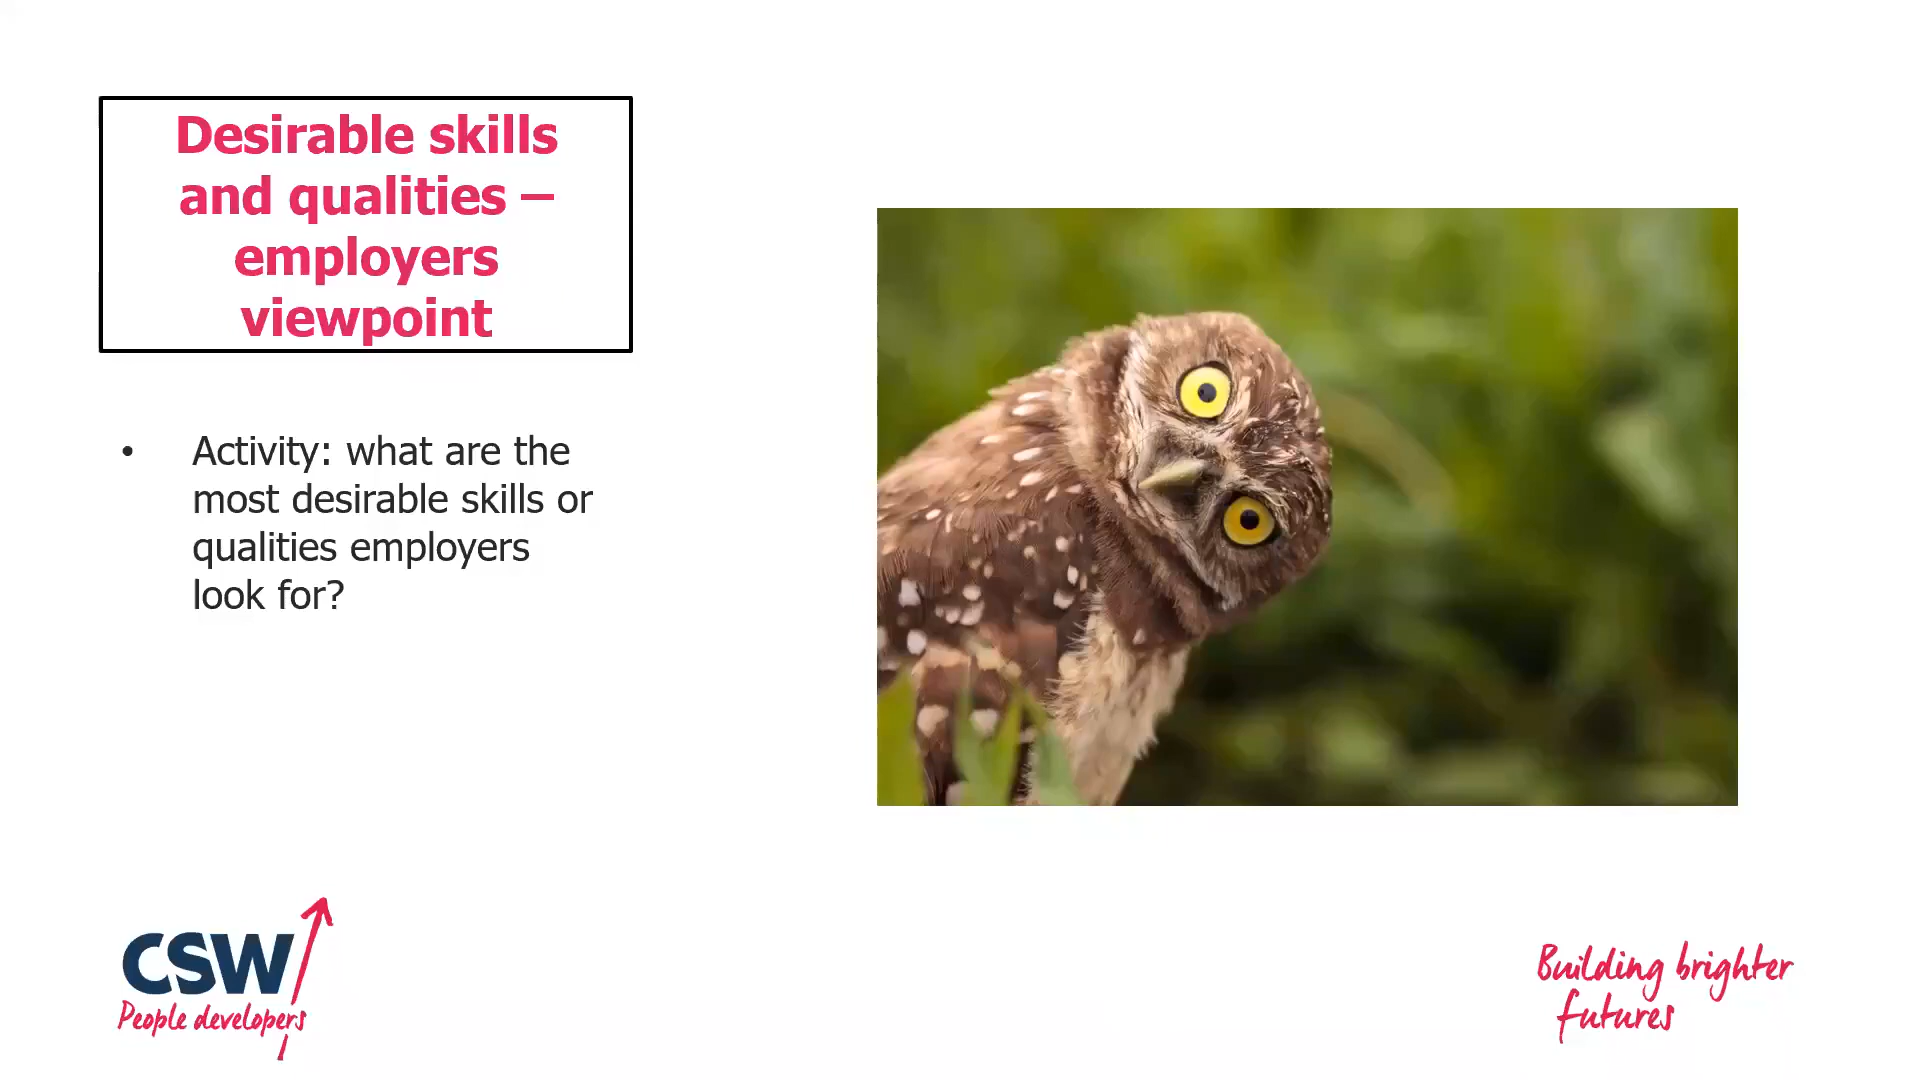 Desirable skills
and qualities –
employers
viewpoint
• Activity: what are the
most desirable skills or
qualities employers
look for?
CSW
People developers
Building brighter
futures